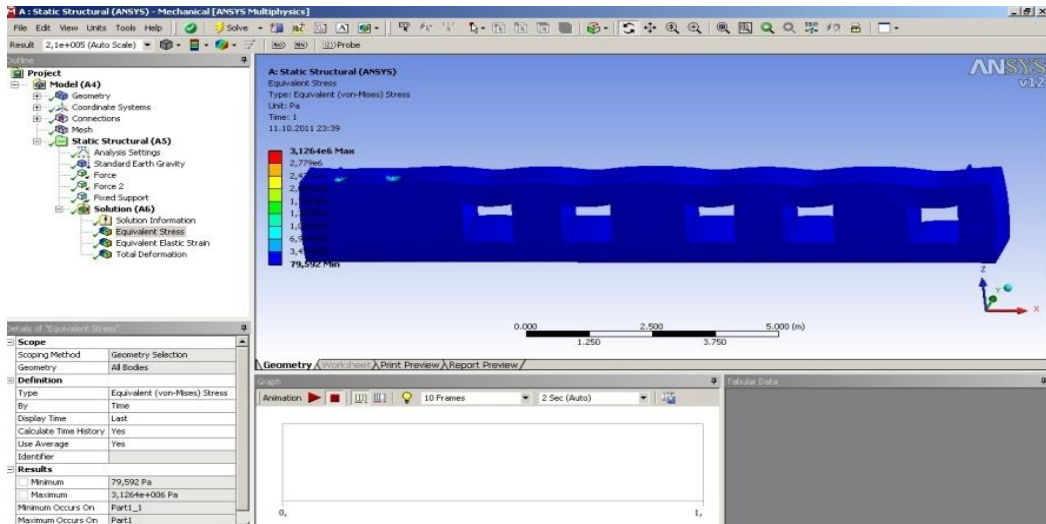 A : Static Structural (ANSYS) - Mechanical [ANSYS Multiphysics]
File Edit View Units Tools Help Solve
Result 2,1e+005 (Auto Scale) Probe
Outline
Project
Model (A4)
Geometry
Coordinate Systems
Connections
Mesh
Static Structural (A5)
Analysis Settings
Standard Earth Gravity
Force
Force 2
Fixed Support
Solution (A6)
Solution Information
Equivalent Stress
Equivalent Elastic Strain
Total Deformation
A: Static Structural (ANSYS)
Equivalent Stress
Type: Equivalent (von-Mises) Stress
Unit: Pa
Time: 1
11.10.2011 23:39
3,1264e6 Max
2,779e6
79,592 Min
ANSYS
v12
Z
Y
X
0.000 2.500 5.000 (m)
1.250 3.750
Geometry Worksheet Print Preview Report Preview
Details of "Equivalent Stress"
Scope
Scoping Method Geometry Selection
Geometry All Bodies
Definition
Type Equivalent (von-Mises) Stress
By Time
Display Time Last
Calculate Time History Yes
Use Average Yes
Identifier
Results
Minimum 79,592 Pa
Maximum 3,1264e+006 Pa
Minimum Occurs On Part1_1
Maximum Occurs On Part1
Graph
Animation 10 Frames 2 Sec (Auto)
0, 1,
Tabular Data